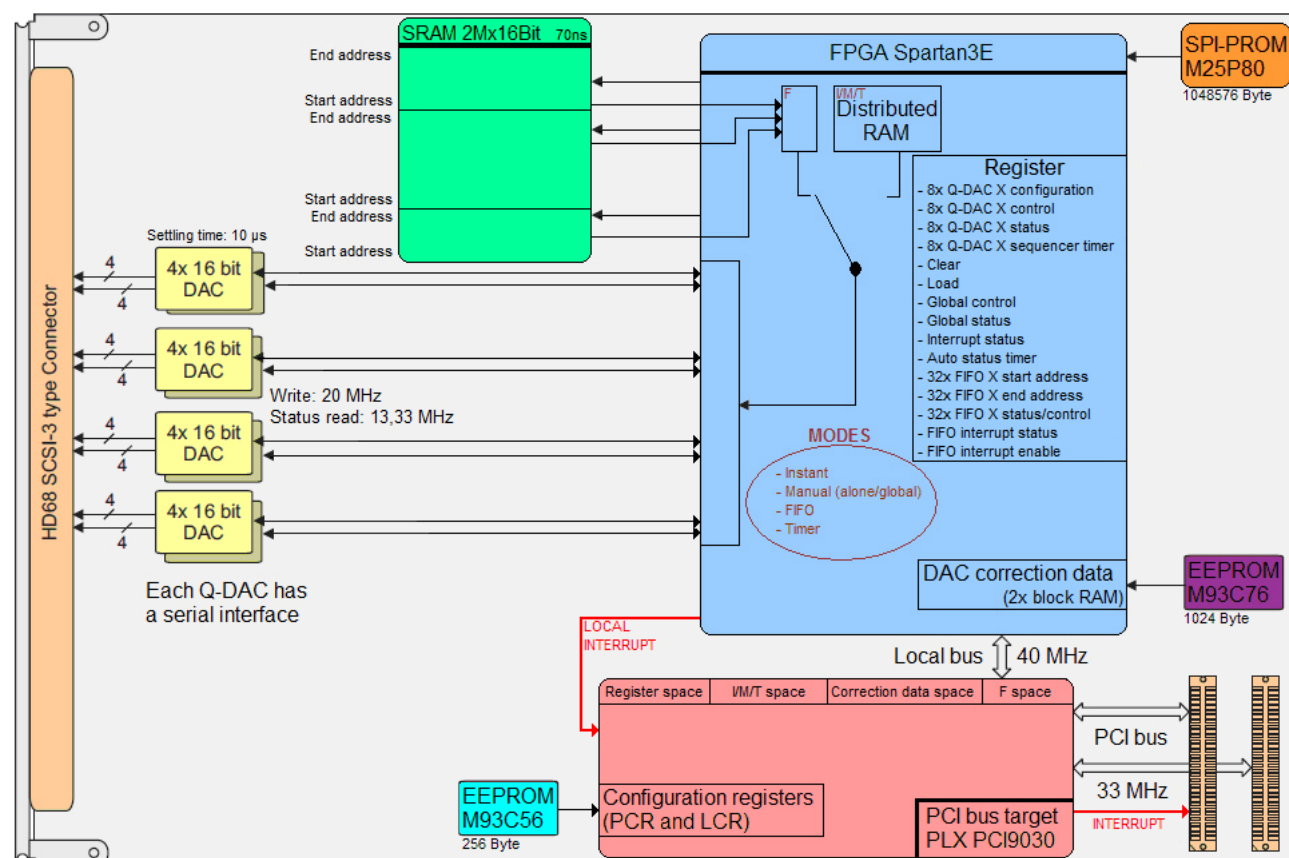 SRAM 2Mx16Bit 70ns
End address
Start address
End address
Start address
End address
Start address
FPGA Spartan3E
F
I/M/T
Distributed
RAM
SPI-PROM
M25P80
1048576 Byte
Register
- 8x Q-DAC X configuration
- 8x Q-DAC X control
- 8x Q-DAC X status
- 8x Q-DAC X sequencer timer
- Clear
- Load
- Global control
- Global status
- Interrupt status
- Auto status timer
- 32x FIFO X start address
- 32x FIFO X end address
- 32x FIFO X status/control
- FIFO interrupt status
- FIFO interrupt enable
HD68 SCSI-3 type Connector
Settling time: 10 µs
4
4
4x 16 bit
DAC
4
4
4x 16 bit
DAC
Write: 20 MHz
Status read: 13,33 MHz
4
4
4x 16 bit
DAC
4
4
4x 16 bit
DAC
Each Q-DAC has
a serial interface
MODES
- Instant
- Manual (alone/global)
- FIFO
- Timer
DAC correction data
(2x block RAM)
EEPROM
M93C76
1024 Byte
LOCAL
INTERRUPT
Local bus 40 MHz
Register space
I/M/T space
Correction data space
F space
PCI bus
33 MHz
INTERRUPT
EEPROM
M93C56
256 Byte
Configuration registers
(PCR and LCR)
PCI bus target
PLX PCI9030